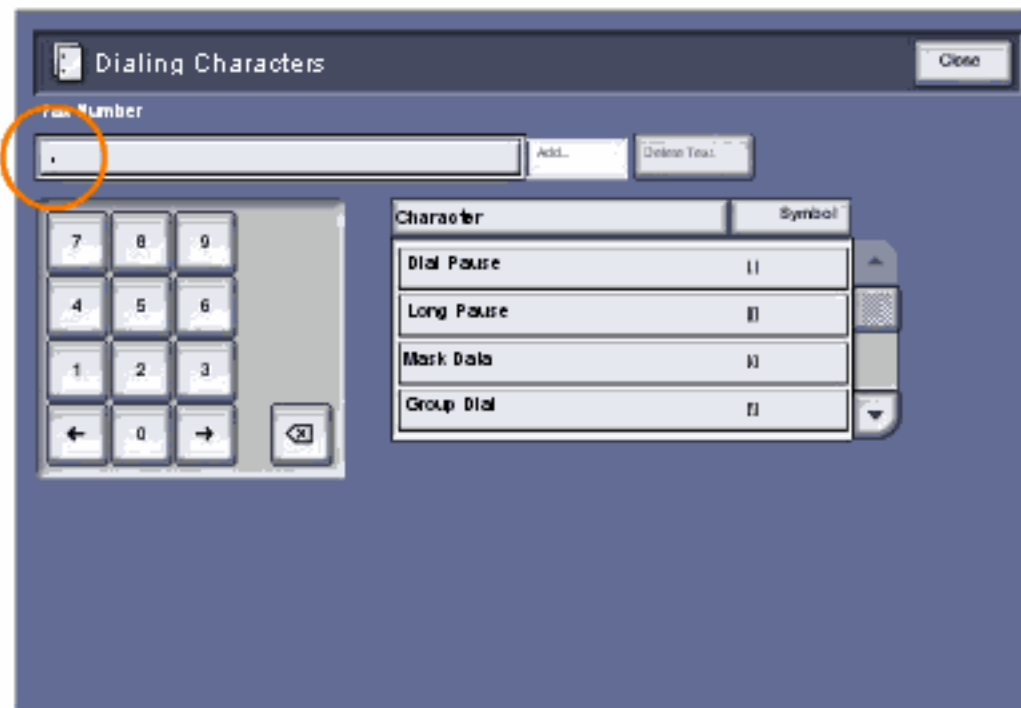 Dialing Characters
Close
Fax Number
,
Add...
Delete Text
Character Symbol
7 8 9
Dial Pause
4 5 6
Long Pause
1 2 3
Mask Data
← 0 →
Group Dial